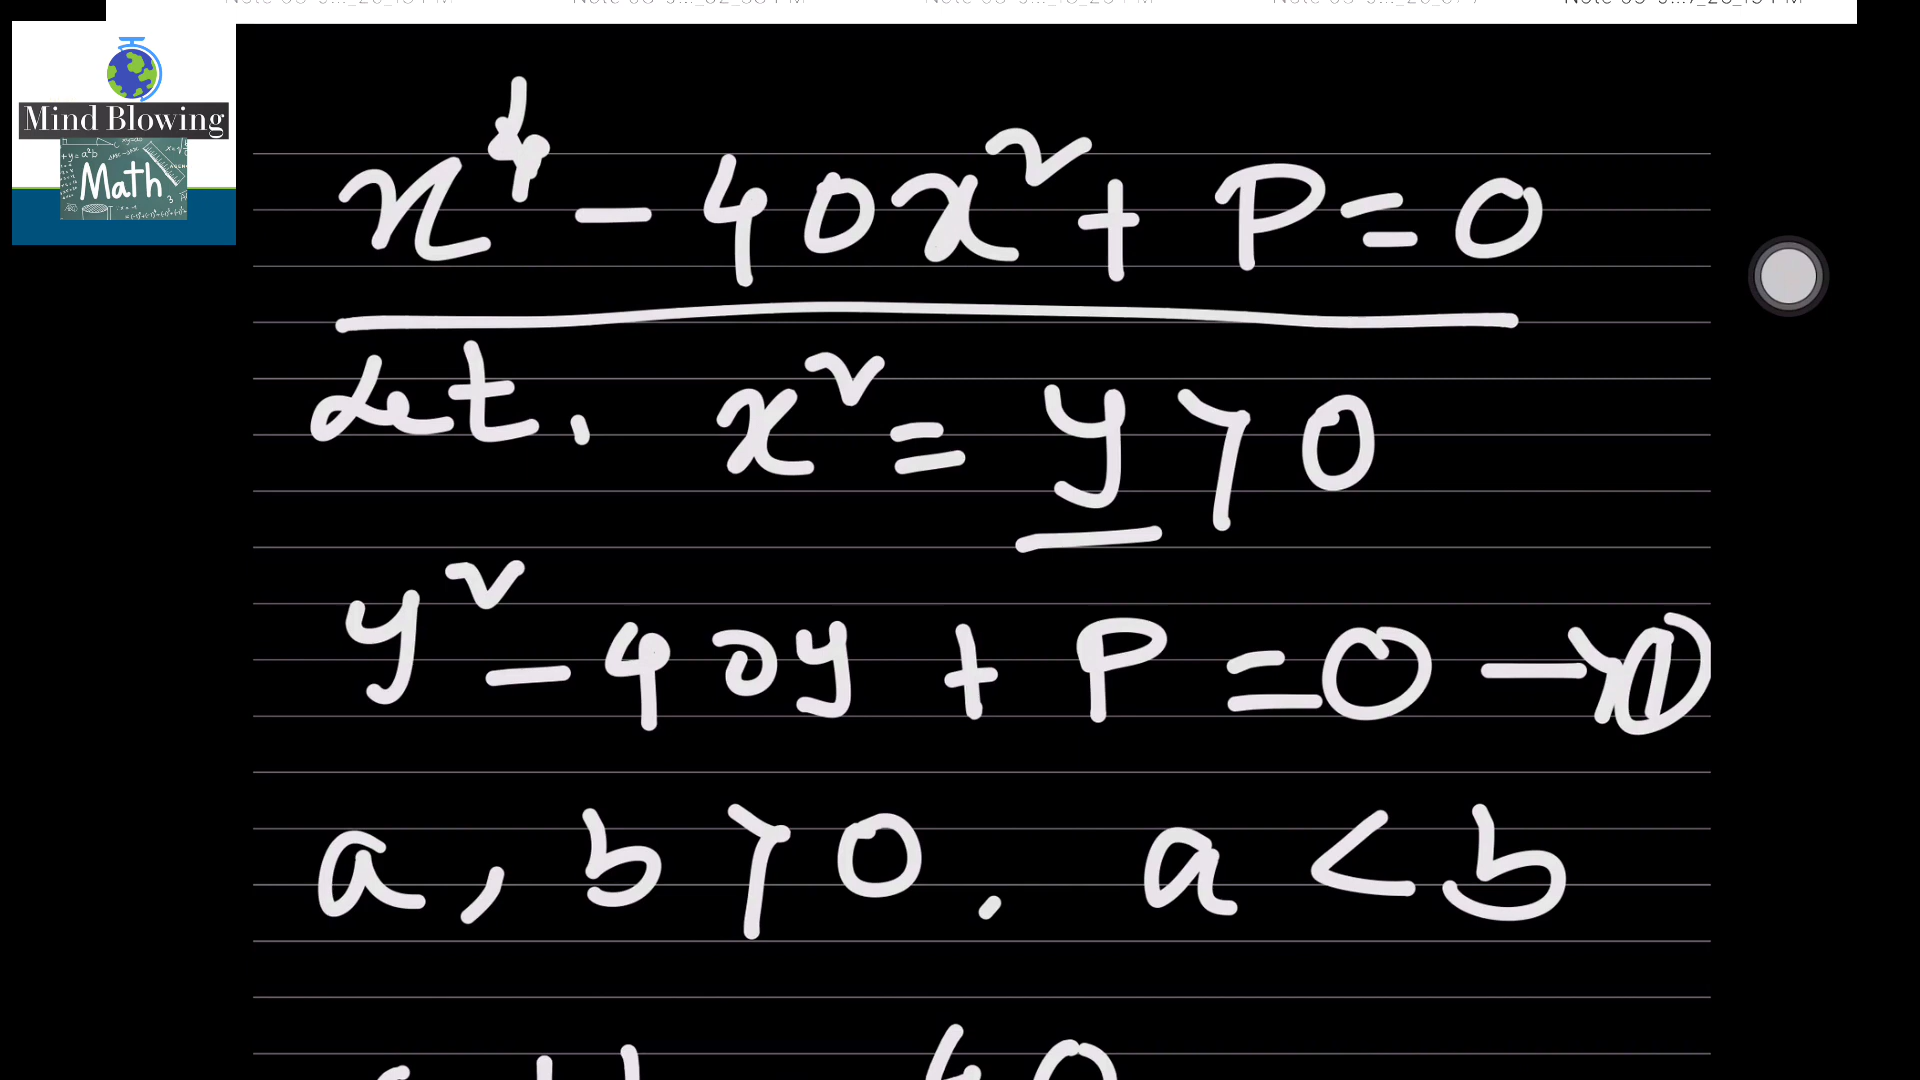 Mind Blowing
Math
x⁴ - 40x² + P = 0
Let, x² = y > 0
y² - 40y + P = 0 → ①
a, b > 0, a < b